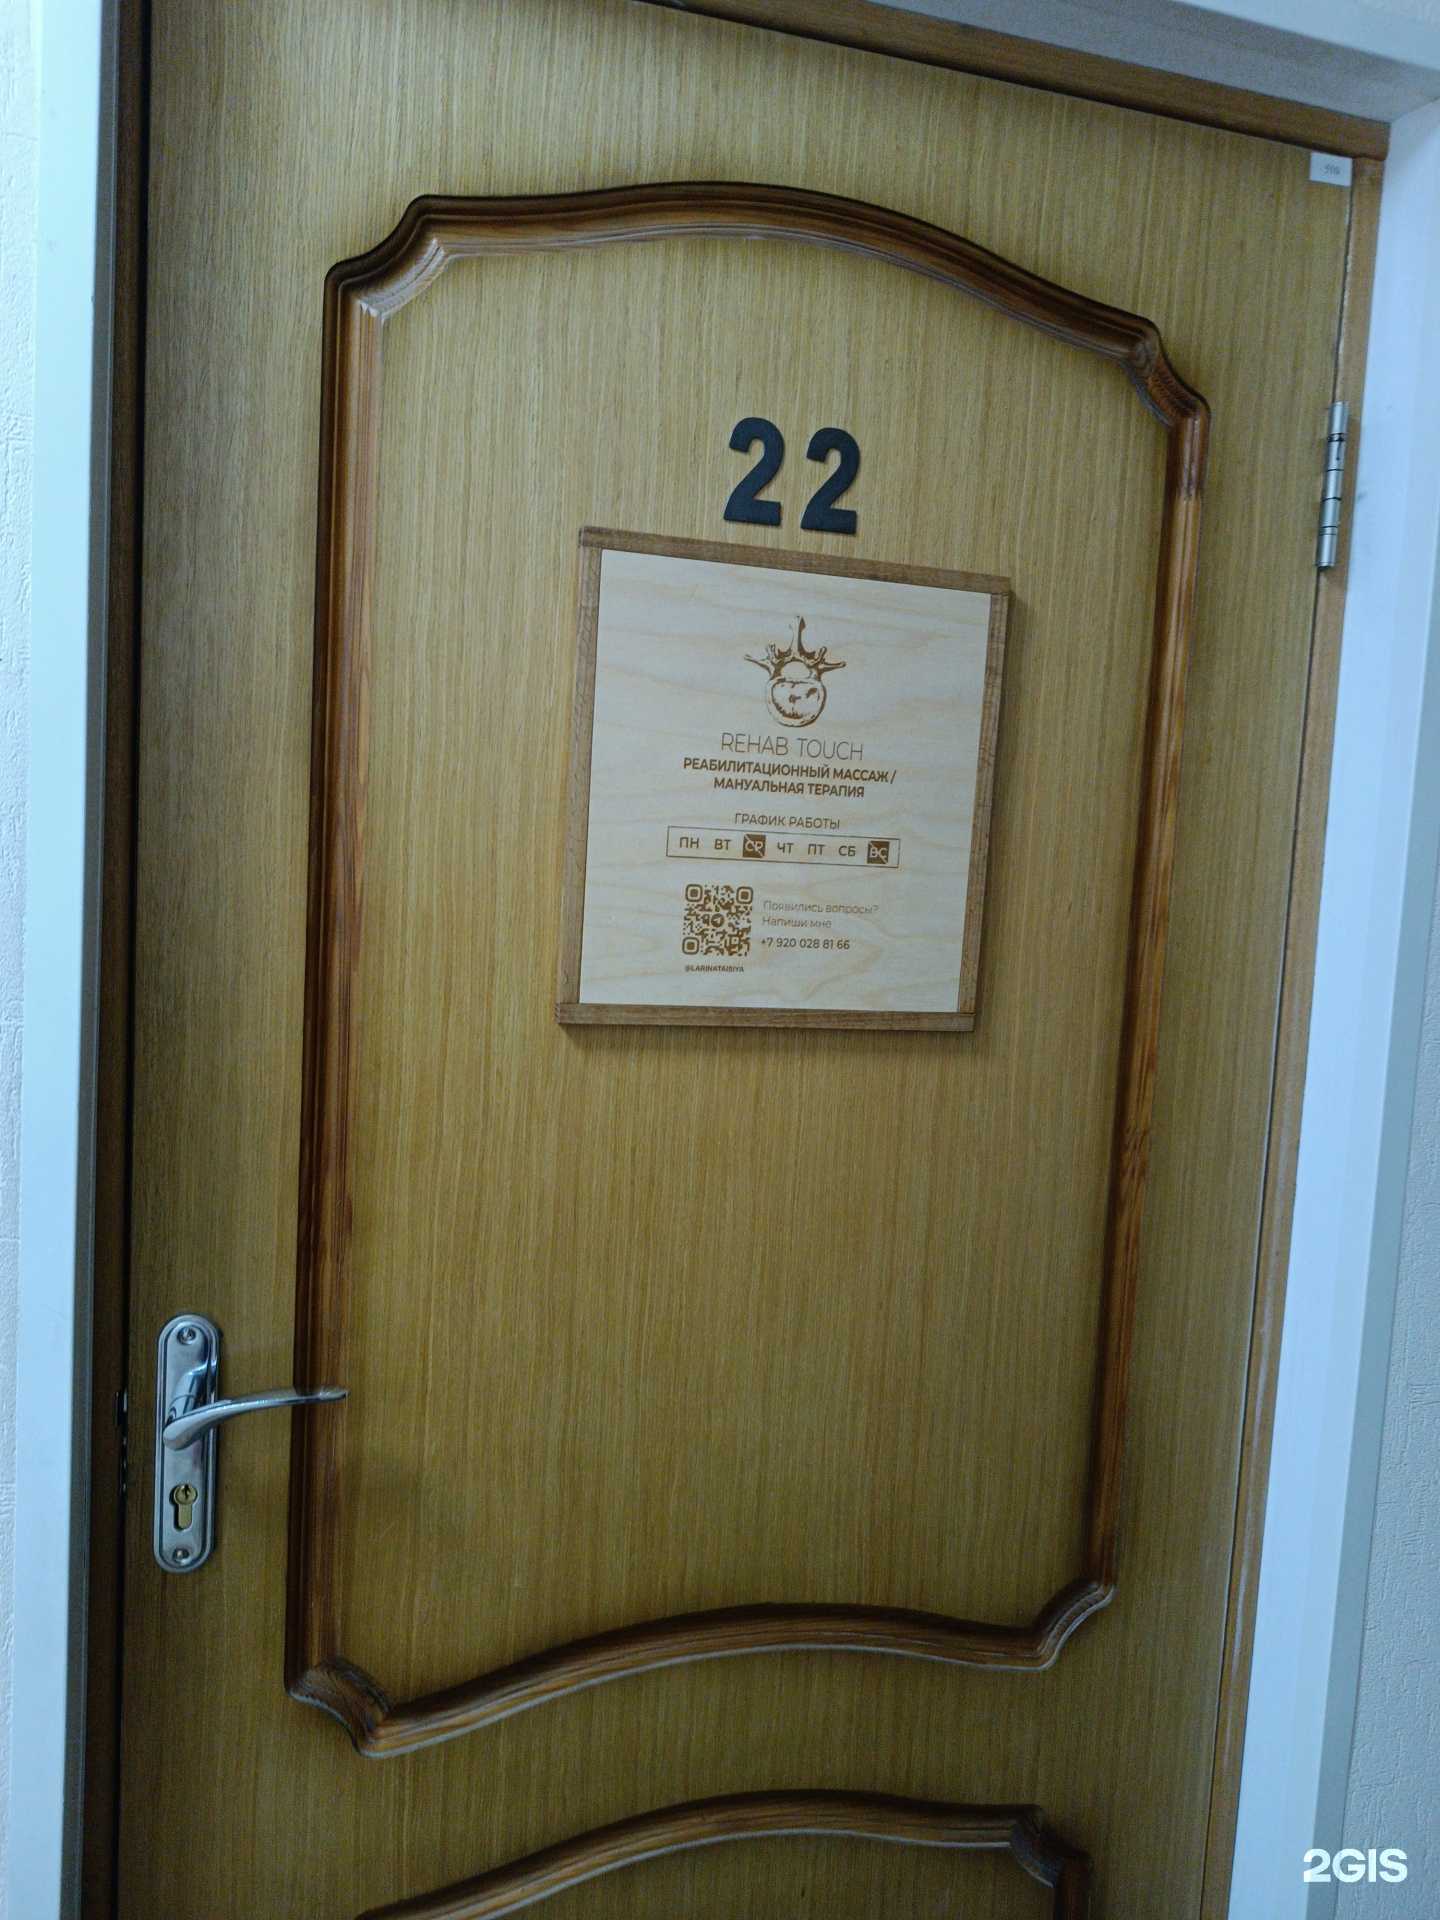 22
REHAB TOUCH
РЕАБИЛИТАЦИОННЫЙ МАССАЖ /
МАНУАЛЬНАЯ ТЕРАПИЯ
ГРАФИК РАБОТЫ
ПН ВТ СР ЧТ ПТ СБ ВС
Появились вопросы?
Напиши мне
+7 920 028 81 66
@LARINATAISIYA
2GIS